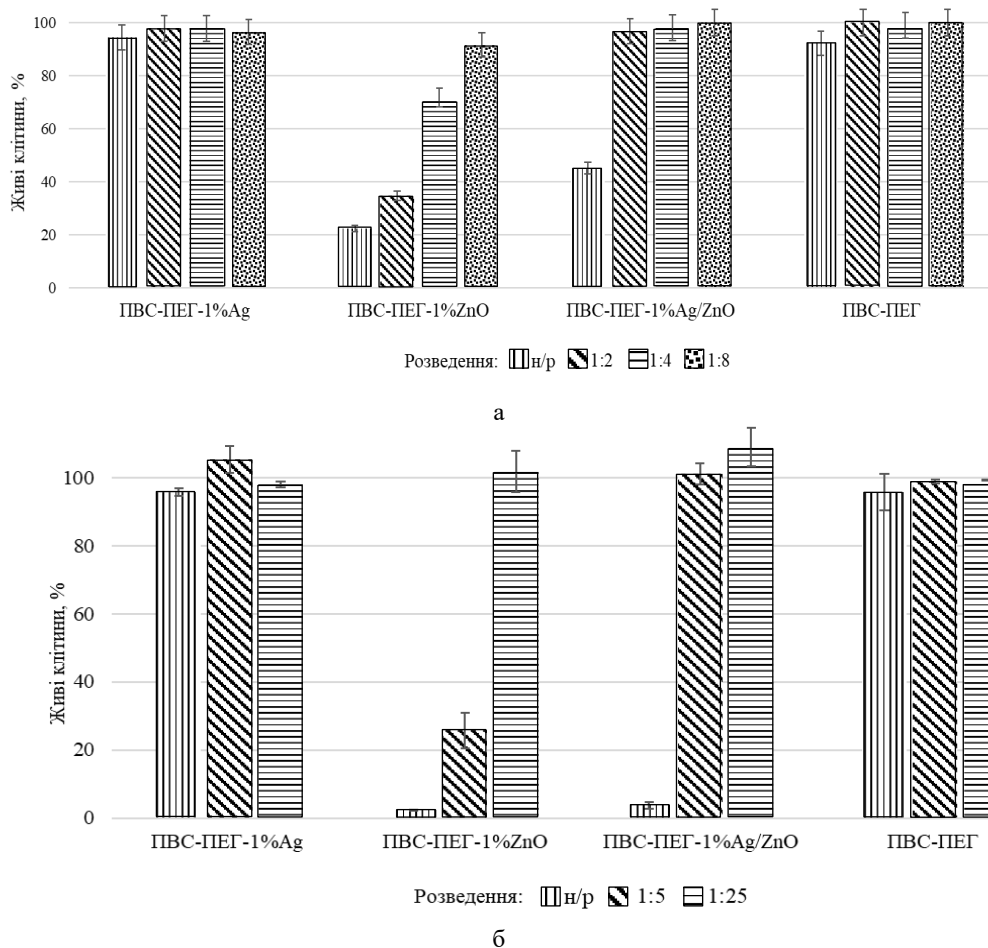 100
80
60
40
20
0
Живі клітини, %
ПВС-ПЕГ-1%Ag ПВС-ПЕГ-1%ZnO ПВС-ПЕГ-1%Ag/ZnO ПВС-ПЕГ
Розведення: н/р 1:2 1:4 1:8
а
100
80
60
40
20
0
Живі клітини, %
ПВС-ПЕГ-1%Ag ПВС-ПЕГ-1%ZnO ПВС-ПЕГ-1%Ag/ZnO ПВС-ПЕГ
Розведення: н/р 1:5 1:25
б